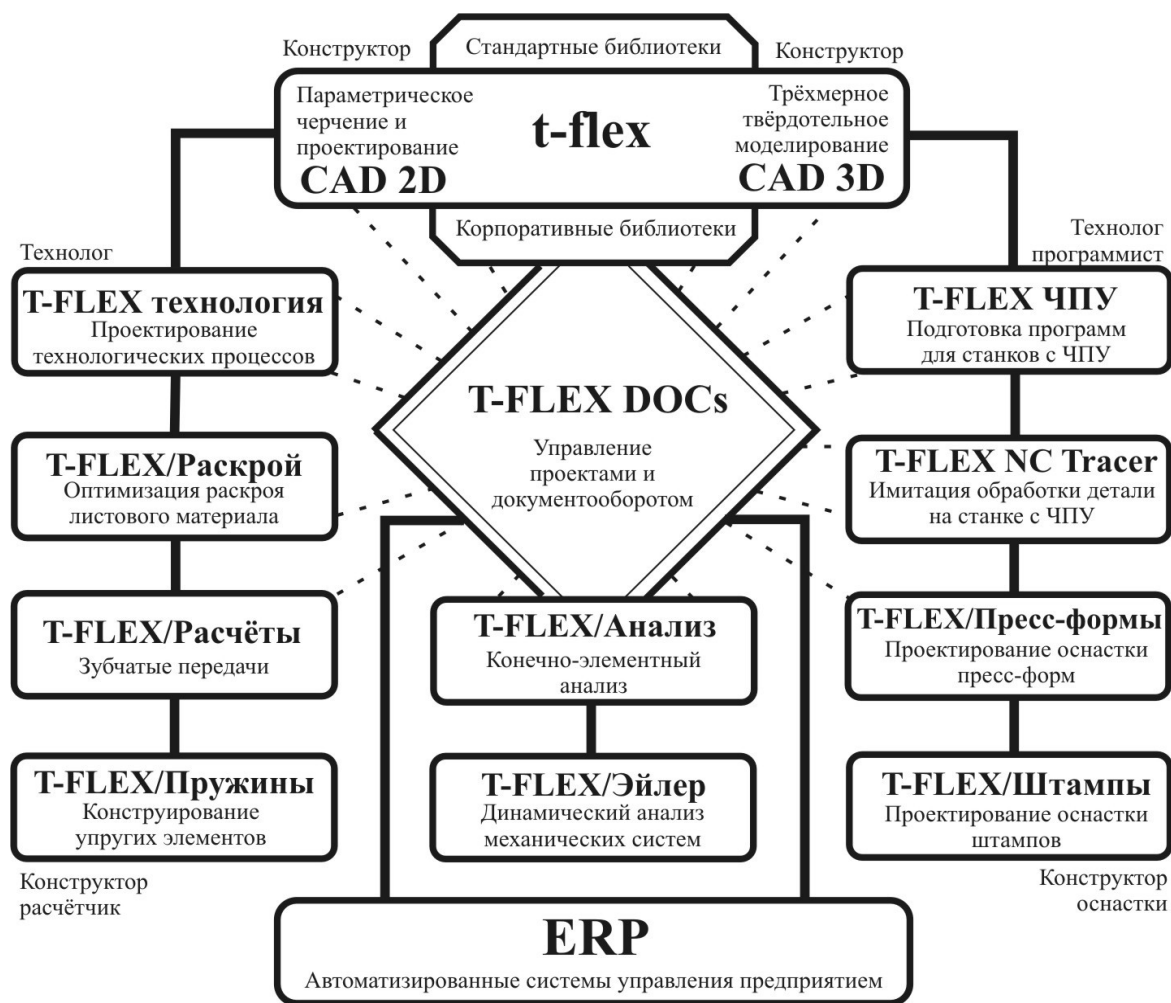 Конструктор
Стандартные библиотеки
Конструктор
Параметрическое
черчение и
проектирование
CAD 2D
t-flex
Трёхмерное
твёрдотельное
моделирование
CAD 3D
Корпоративные библиотеки
Технолог
T-FLEX технология
Проектирование
технологических процессов
Технолог
программист
T-FLEX ЧПУ
Подготовка программ
для станков с ЧПУ
T-FLEX DOCs
Управление
проектами и
документооборотом
T-FLEX/Раскрой
Оптимизация раскроя
листового материала
T-FLEX NC Tracer
Имитация обработки детали
на станке с ЧПУ
T-FLEX/Расчёты
Зубчатые передачи
T-FLEX/Анализ
Конечно-элементный
анализ
T-FLEX/Пресс-формы
Проектирование оснастки
пресс-форм
T-FLEX/Пружины
Конструирование
упругих элементов
T-FLEX/Эйлер
Динамический анализ
механических систем
T-FLEX/Штампы
Проектирование оснастки
штампов
Конструктор
расчётчик
Конструктор
оснастки
ERP
Автоматизированные системы управления предприятием